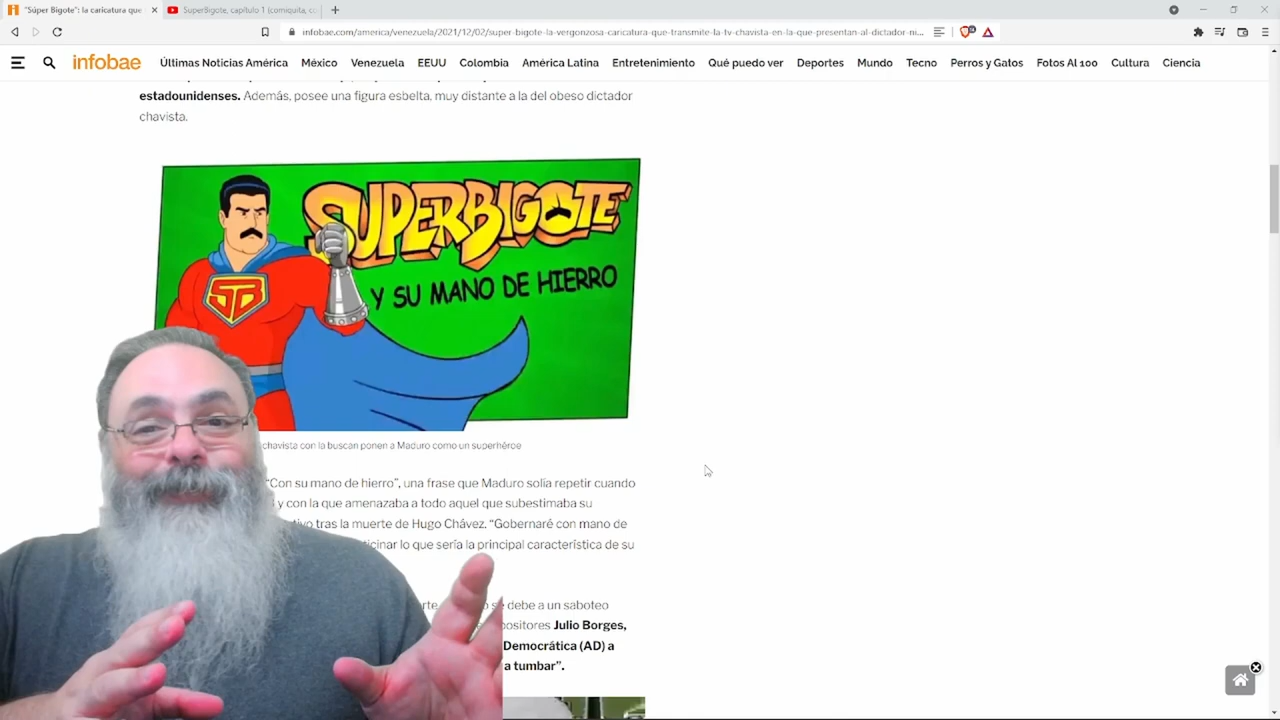 "Súper Bigote": la caricatura que
SuperBigote, capítulo 1 (comiquita, co
infobae.com/america/venezuela/2021/12/02/super-bigote-la-vergonzosa-caricatura-que-transmite-la-tv-chavista-en-la-que-presentan-al-dictador-ni...
infobae
Últimas Noticias América México Venezuela EEUU Colombia América Latina Entretenimiento Qué puedo ver Deportes Mundo Tecno Perros y Gatos Fotos Al 100 Cultura Ciencia
estadounidenses. Además, posee una figura esbelta, muy distante a la del obeso dictador
chavista.
SUPERBIGOTE
Y SU MANO DE HIERRO
SB
chavista con la buscan ponen a Maduro como un superhéroe
"Con su mano de hierro", una frase que Maduro solía repetir cuando
y con la que amenazaba a todo aquel que subestimaba su
tivo tras la muerte de Hugo Chávez. "Gobernaré con mano de
ticinar lo que sería la principal característica de su
se debe a un saboteo
positores Julio Borges,
Democrática (AD) a
a tumbar".